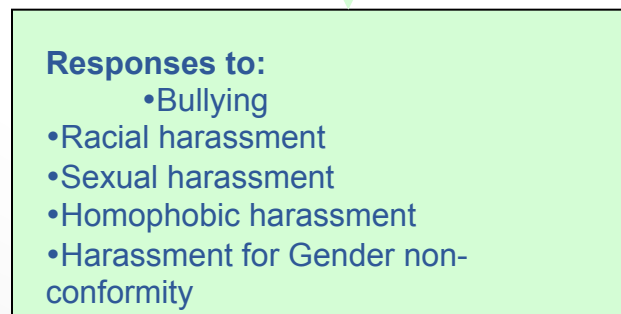 Responses to:
•Bullying
•Racial harassment
•Sexual harassment
•Homophobic harassment
•Harassment for Gender non-
conformity